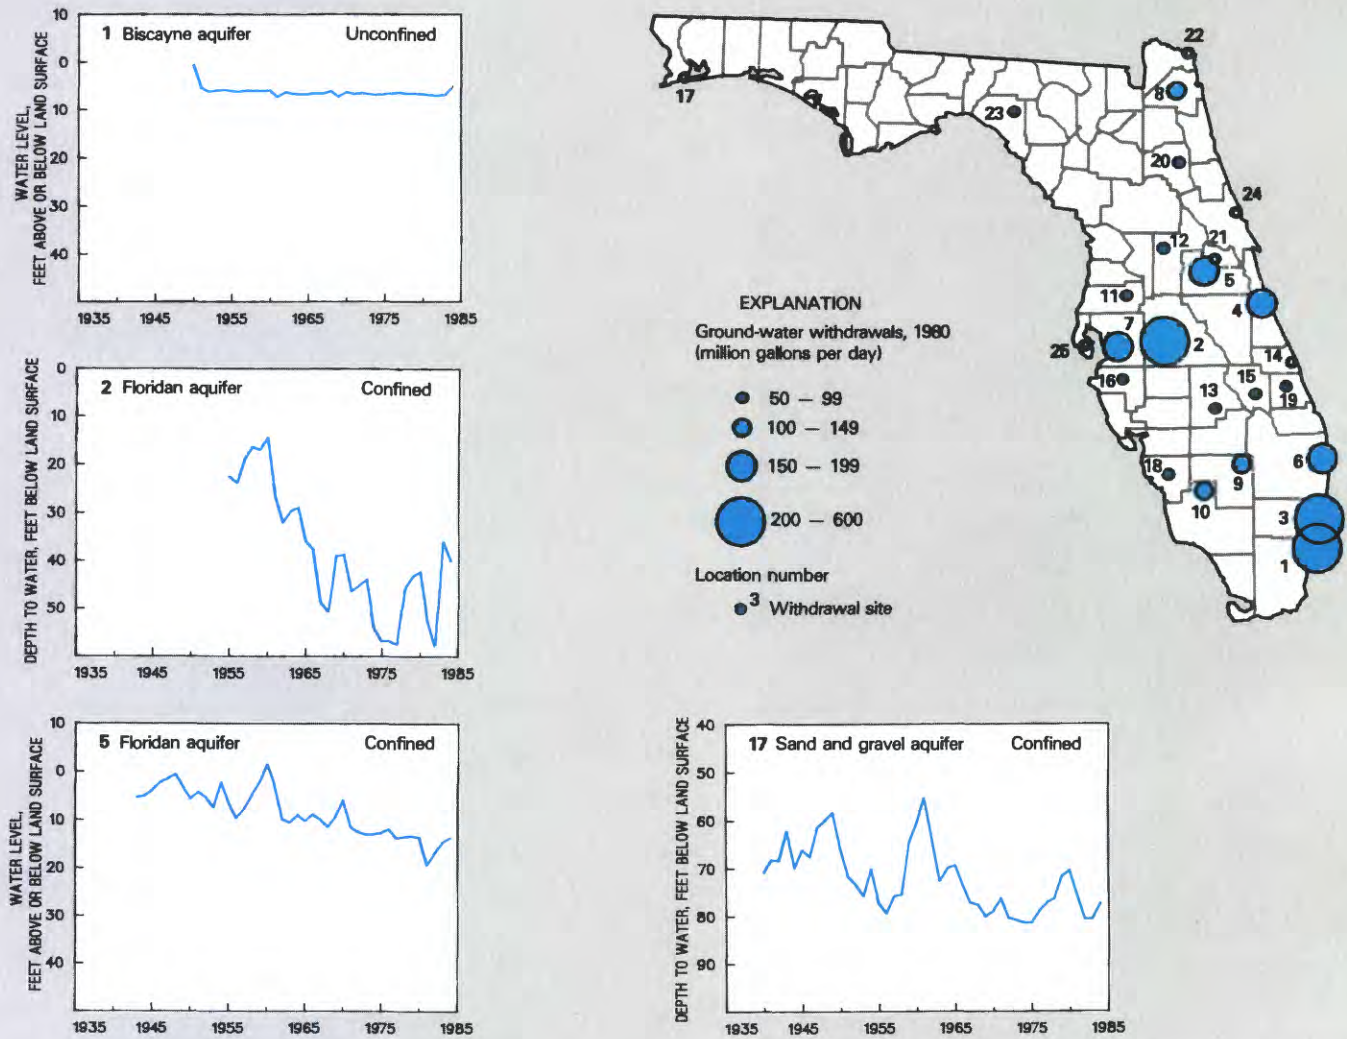 10
0
10
20
30
40
WATER LEVEL,
FEET ABOVE OR BELOW LAND SURFACE
1 Biscayne aquifer Unconfined
1935 1945 1955 1965 1975 1985
0
10
20
30
40
50
DEPTH TO WATER, FEET BELOW LAND SURFACE
2 Floridan aquifer Confined
1935 1945 1955 1965 1975 1985
10
0
10
20
30
40
WATER LEVEL,
FEET ABOVE OR BELOW LAND SURFACE
5 Floridan aquifer Confined
1935 1945 1955 1965 1975 1985
22
17
8
23
20
24
12
21
5
11
4
7
2
25
14
16
15
13
19
18
6
9
10
3
1
EXPLANATION
Ground-water withdrawals, 1980
(million gallons per day)
50 – 99
100 – 149
150 – 199
200 – 600
Location number
3 Withdrawal site
40
50
60
70
80
90
DEPTH TO WATER, FEET BELOW LAND SURFACE
17 Sand and gravel aquifer Confined
1935 1945 1955 1965 1975 1985